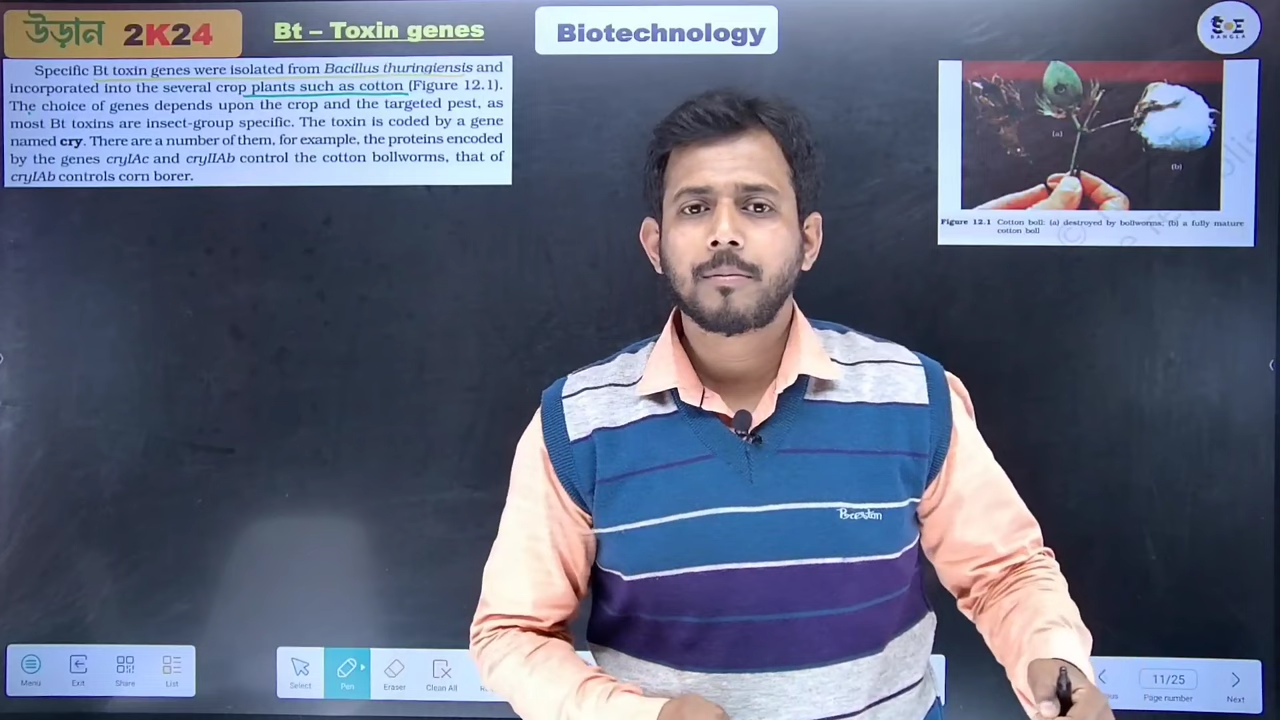 উড়ান 2K24
Bt – Toxin genes
Biotechnology
SOE
BANGLA
Specific Bt toxin genes were isolated from Bacillus thuringiensis and
incorporated into the several crop plants such as cotton (Figure 12.1).
The choice of genes depends upon the crop and the targeted pest, as
most Bt toxins are insect-group specific. The toxin is coded by a gene
named cry. There are a number of them, for example, the proteins encoded
by the genes cryIAc and cryIIAb control the cotton bollworms, that of
cryIAb controls corn borer.
(a)
(b)
Figure 12.1 Cotton boll: (a) destroyed by bollworms; (b) a fully mature
cotton boll
Menu
Exit
Share
List
Select
Pen
Eraser
Clean All
11/25
Page number
Next